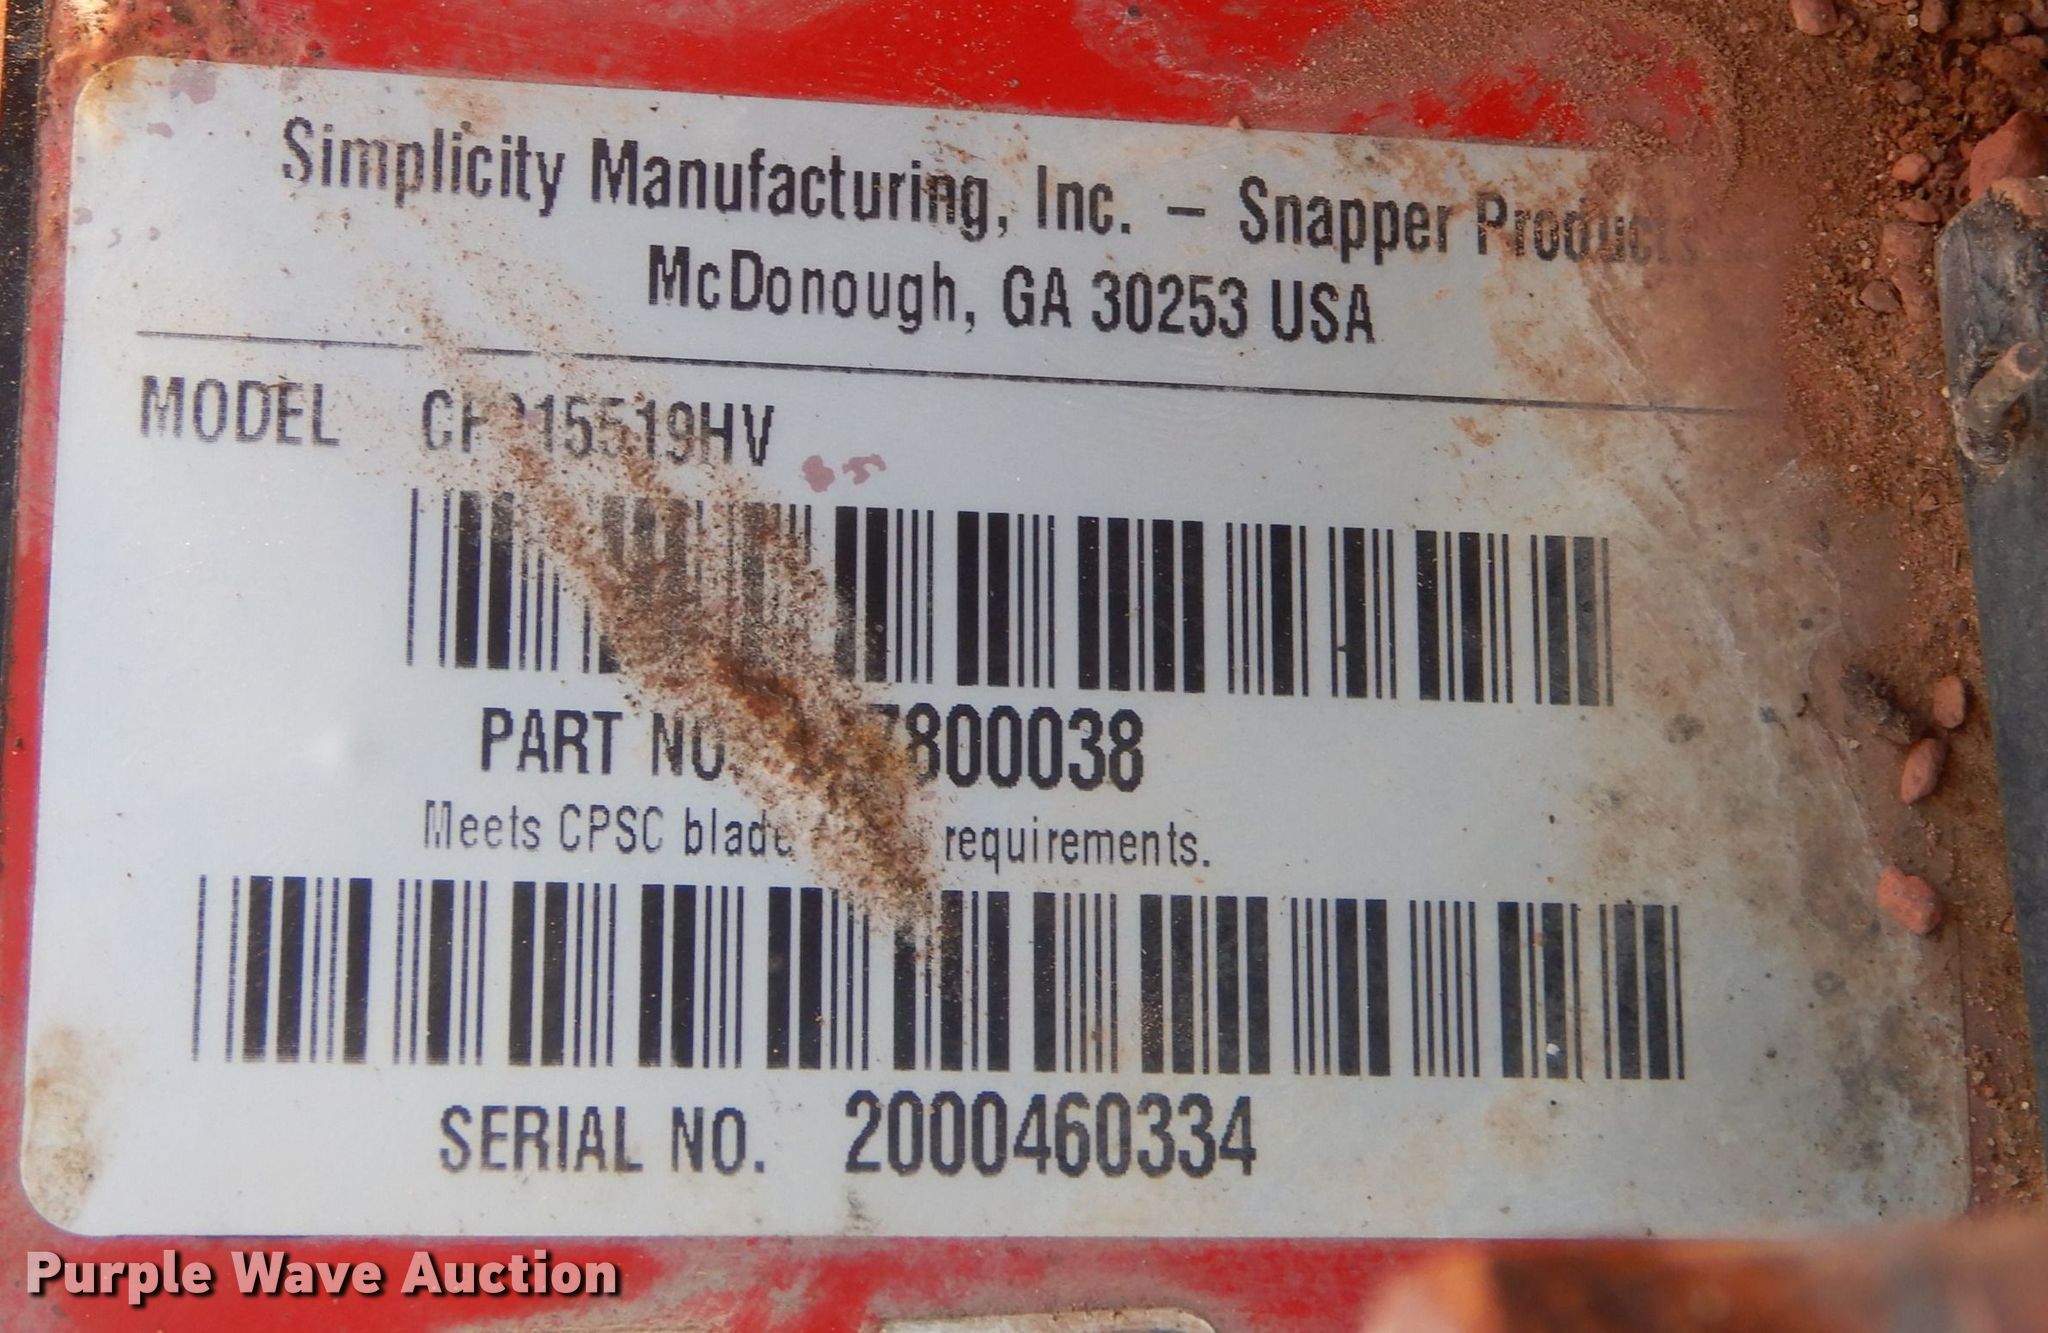 Simplicity Manufacturing, Inc. – Snapper Products
McDonough, GA 30253 USA
MODEL
PART NO.
Meets CPSC blade requirements.
SERIAL NO. 2000460334
Purple Wave Auction